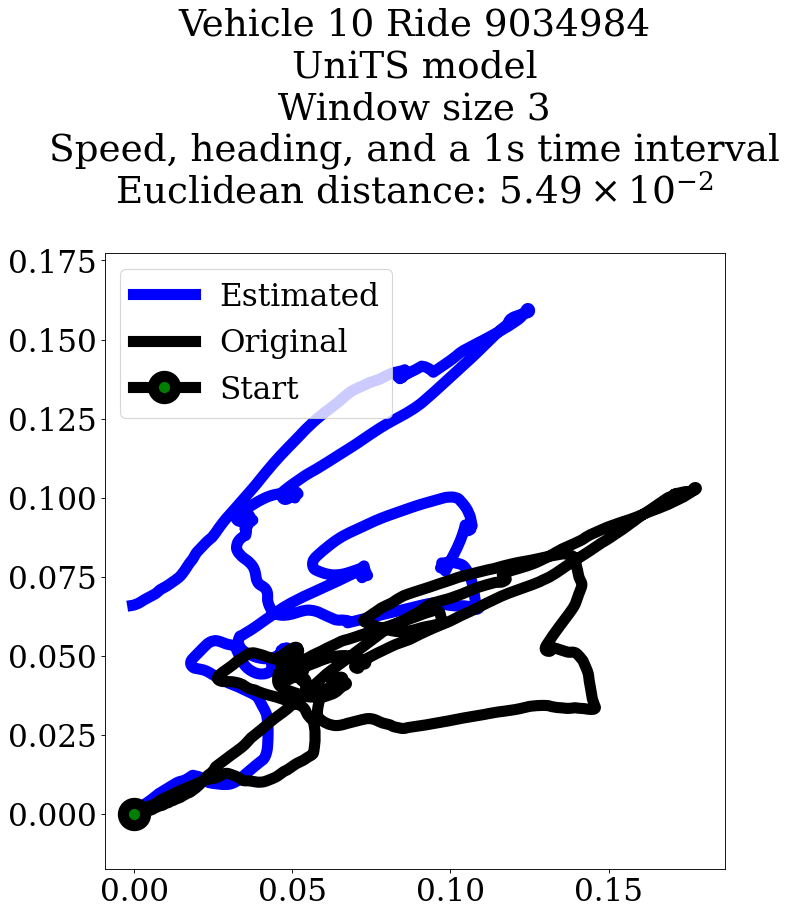 Vehicle 10 Ride 9034984
UniTS model
Window size 3
Speed, heading, and a 1s time interval
Euclidean distance: 5.49 × 10⁻²
0.175
0.150
0.125
0.100
0.075
0.050
0.025
0.000
Estimated
Original
Start
0.00 0.05 0.10 0.15